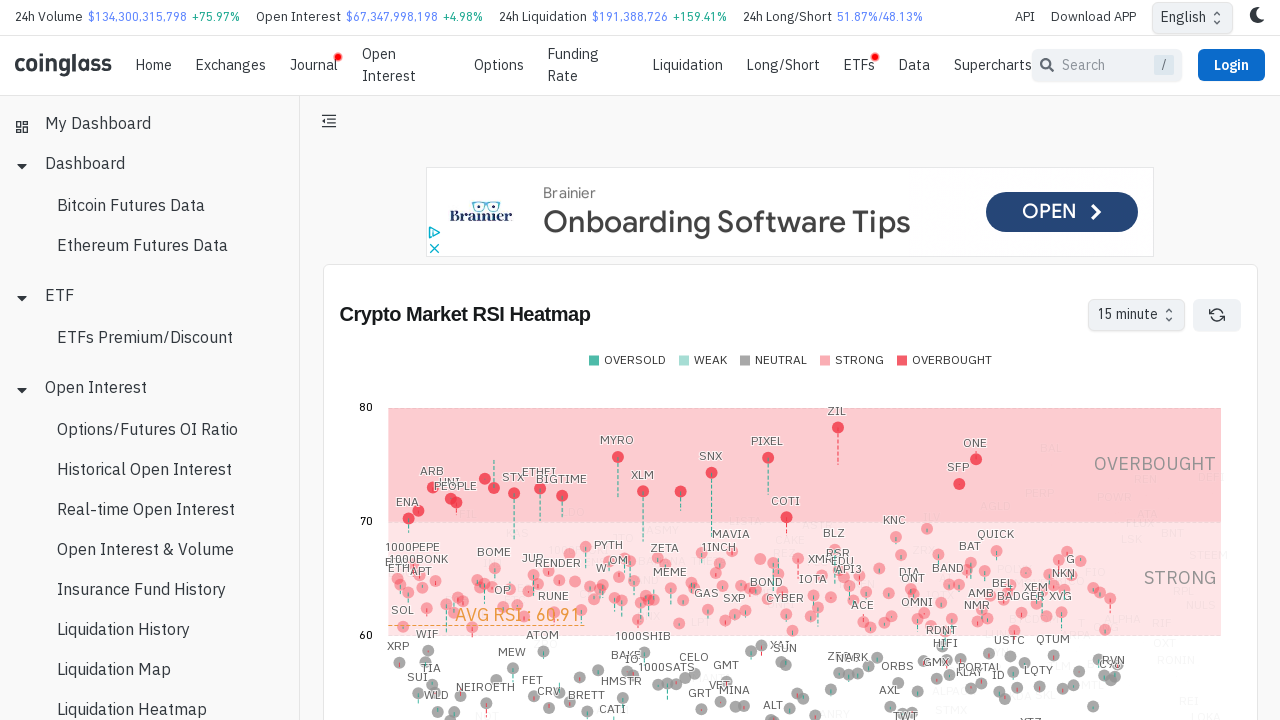 24h Volume $134,300,315,798 +75.97% Open Interest $67,347,998,198 +4.98% 24h Liquidation $191,388,726 +159.41% 24h Long/Short 51.87%/48.13% API Download APP English
coinglass Home Exchanges Journal Open Interest Options Funding Rate Liquidation Long/Short ETFs Data Supercharts Search / Login
My Dashboard
Dashboard
Bitcoin Futures Data
Ethereum Futures Data
ETF
ETFs Premium/Discount
Open Interest
Options/Futures OI Ratio
Historical Open Interest
Real-time Open Interest
Open Interest & Volume
Insurance Fund History
Liquidation History
Liquidation Map
Liquidation Heatmap
Brainier
Brainier
Onboarding Software Tips
OPEN
Crypto Market RSI Heatmap
15 minute
OVERSOLD WEAK NEUTRAL STRONG OVERBOUGHT
80
ZIL
MYRO PIXEL ONE
SNX
OVERBOUGHT
ARB STX ETHFI XLM SFP
PEOPLE BIGTIME
ENA COTI
70
KNC
MAVIA BLZ QUICK
1000PEPE BOME PYTH ZETA 1INCH BAT
1000BONK JUP RENDER XMR RSR G
ETH APT OM MEME EDU API3 DIA BAND NKN
STRONG
BOND IOTA ONT BEL XEM
RUNE GAS SXP CYBER ACE OMNI AMB BADGER XVG
SOL NMR
AVG RSI: 60.91
60
WIF ATOM 1000SHIB RDNT USTC QTUM
XRP MEW SUN HIFI
TIA 1000SATS CELO GMT ORBS GMX PORTAL RVN
SUI FET HMSTR KLAY ID LQTY
WLD NEIROETH CRV BRETT GRT VET MINA AXL
CATI ALT TWT